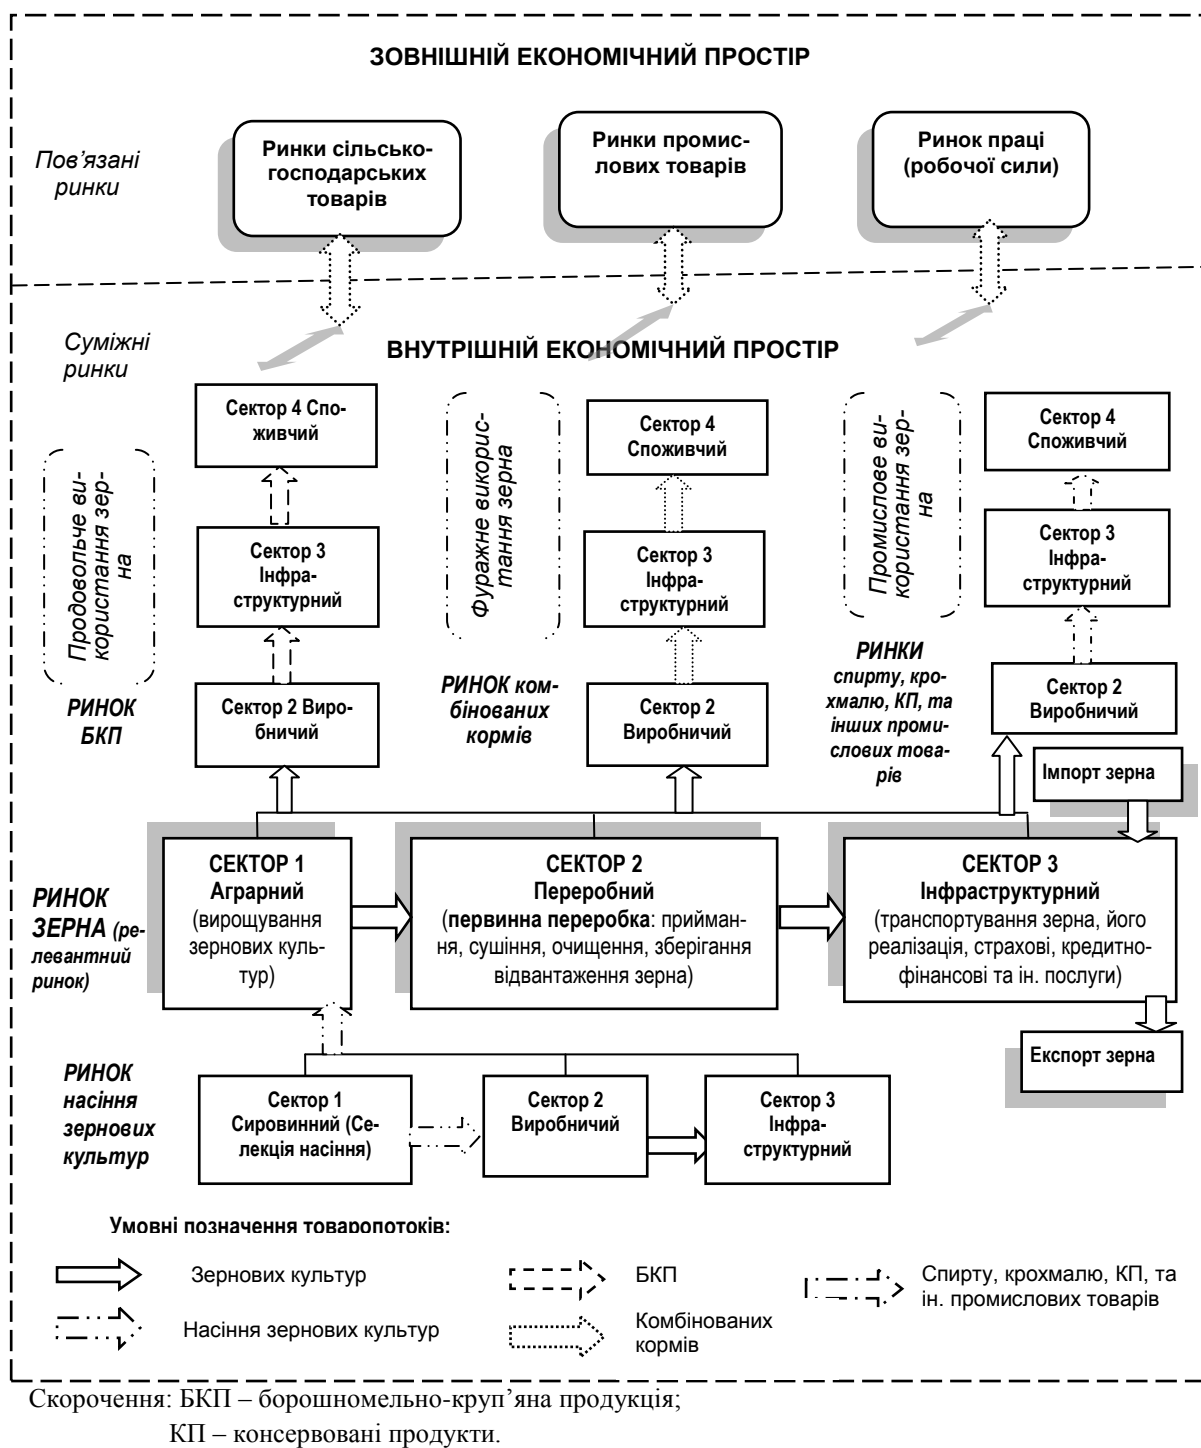 ЗОВНІШНІЙ ЕКОНОМІЧНИЙ ПРОСТІР
Пов’язані
ринки
Ринки сільсько-
господарських
товарів
Ринки промис-
лових товарів
Ринок праці
(робочої сили)
Суміжні
ринки
ВНУТРІШНІЙ ЕКОНОМІЧНИЙ ПРОСТІР
Продовольче ви-
користання зер-
на
Сектор 4 Спо-
живчий
Сектор 3
Інфра-
структурний
РИНОК
БКП
Сектор 2 Виро-
бничий
Фуражне викорис-
тання зерна
Сектор 4
Споживчий
Сектор 3
Інфра-
структурний
РИНОК ком-
бінованих
кормів
Сектор 2
Виробничий
Промислове ви-
користання зер-
на
Сектор 4
Споживчий
Сектор 3
Інфра-
структурний
РИНКИ
спирту, кро-
хмалю, КП, та
інших проми-
слових това-
рів
Сектор 2
Виробничий
Імпорт зерна
РИНОК
ЗЕРНА (ре-
левантний
ринок)
СЕКТОР 1
Аграрний
(вирощування
зернових куль-
тур)
СЕКТОР 2
Переробний
(первинна переробка: прийман-
ня, сушіння, очищення, зберігання
відвантаження зерна)
СЕКТОР 3
Інфраструктурний
(транспортування зерна, його
реалізація, страхові, кредитно-
фінансові та ін. послуги)
Експорт зерна
РИНОК
насіння
зернових
культур
Сектор 1
Сировинний (Се-
лекція насіння)
Сектор 2
Виробничий
Сектор 3
Інфра-
структурний
Умовні позначення товаропотоків:
Зернових культур
БКП
Спирту, крохмалю, КП, та
ін. промислових товарів
Насіння зернових культур
Комбінованих
кормів
Скорочення: БКП – борошномельно-круп’яна продукція;
КП – консервовані продукти.